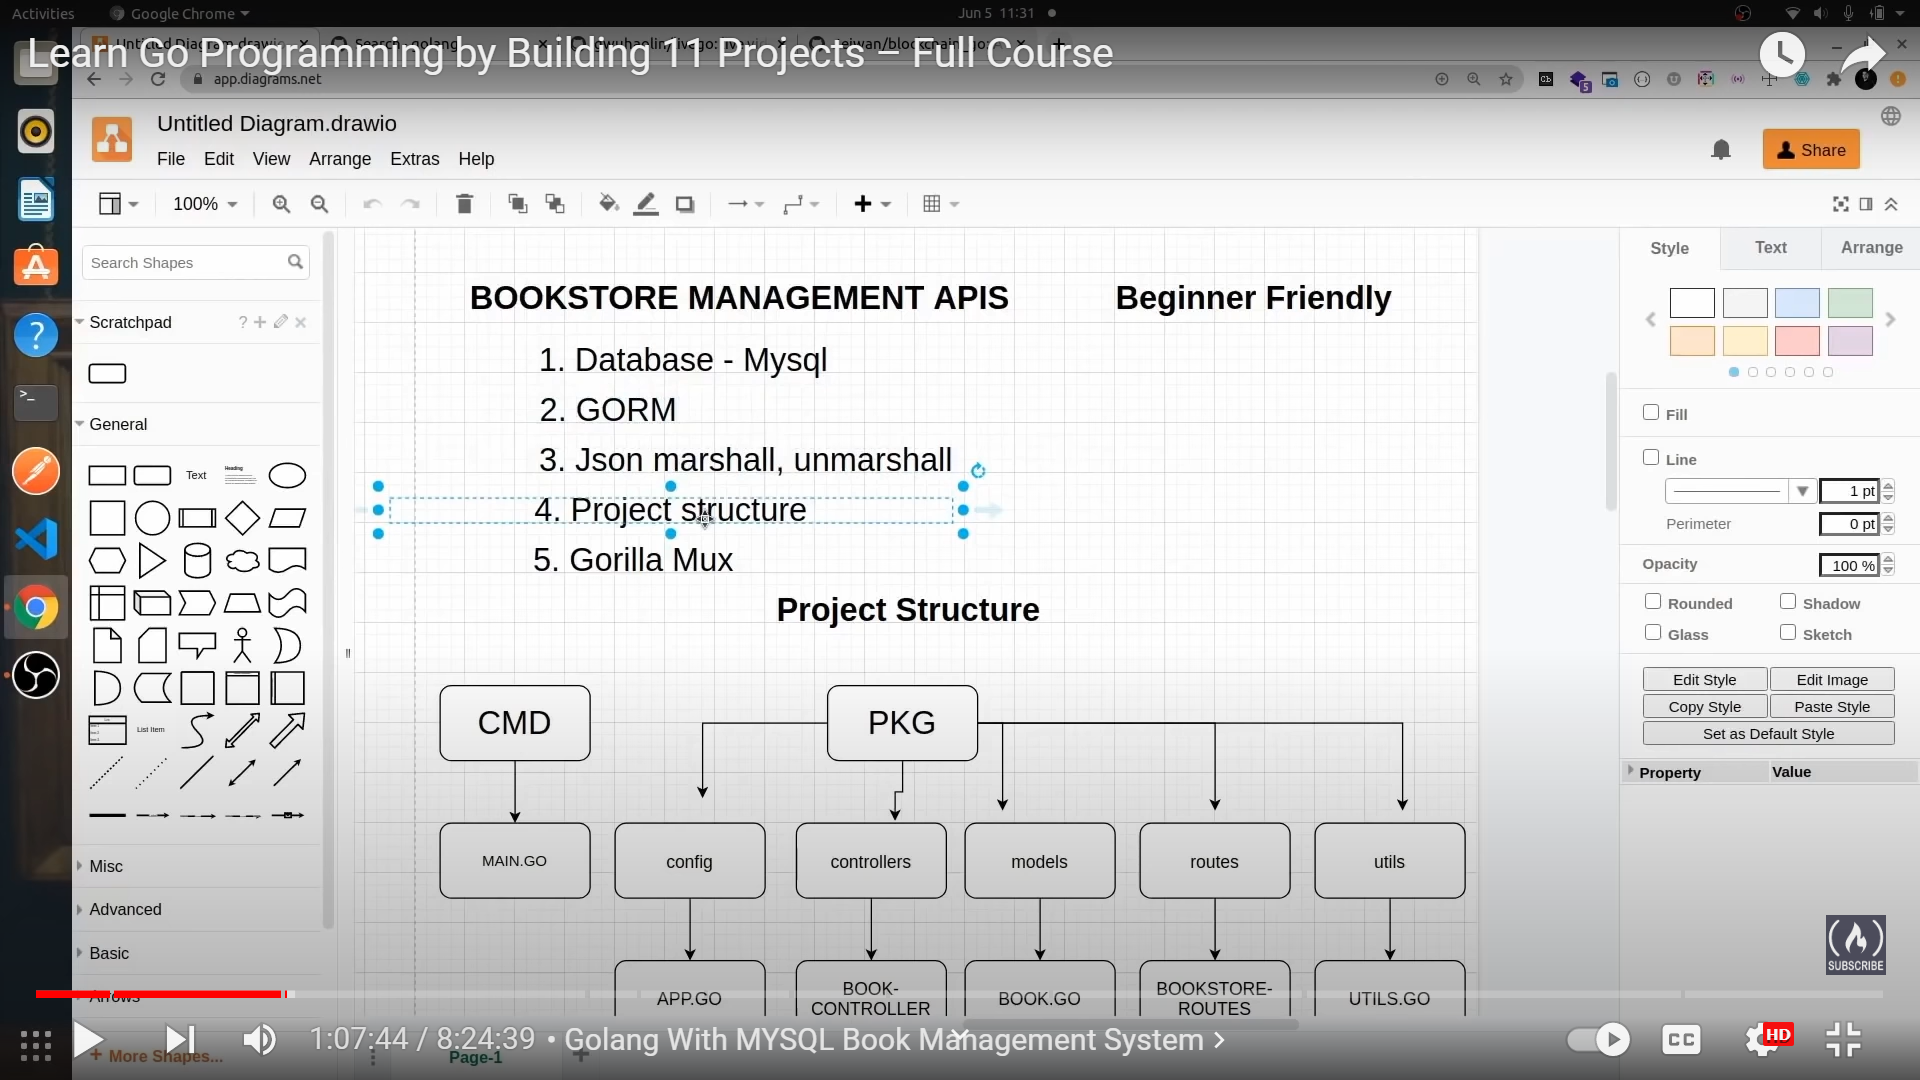 Activities
Google Chrome
Jun 5 11:31
Learn Go Programming by Building 11 Projects – Full Course
app.diagrams.net
5
Untitled Diagram.drawio
File Edit View Arrange Extras Help
Share
100%
Search Shapes
Style Text Arrange
Scratchpad
?
General
Text
Heading
List Item
Misc
Advanced
Basic
Arrows
+ More Shapes...
BOOKSTORE MANAGEMENT APIS
Beginner Friendly
1. Database - Mysql
2. GORM
3. Json marshall, unmarshall
4. Project structure
5. Gorilla Mux
Project Structure
CMD
PKG
MAIN.GO
config
controllers
models
routes
utils
APP.GO
BOOK-
CONTROLLER
BOOK.GO
BOOKSTORE-
ROUTES
UTILS.GO
Fill
Line
1 pt
Perimeter
0 pt
Opacity
100 %
Rounded
Shadow
Glass
Sketch
Edit Style
Edit Image
Copy Style
Paste Style
Set as Default Style
Property
Value
SUBSCRIBE
1:07:44 / 8:24:39 • Golang With MYSQL Book Management System
Page-1
CC
HD